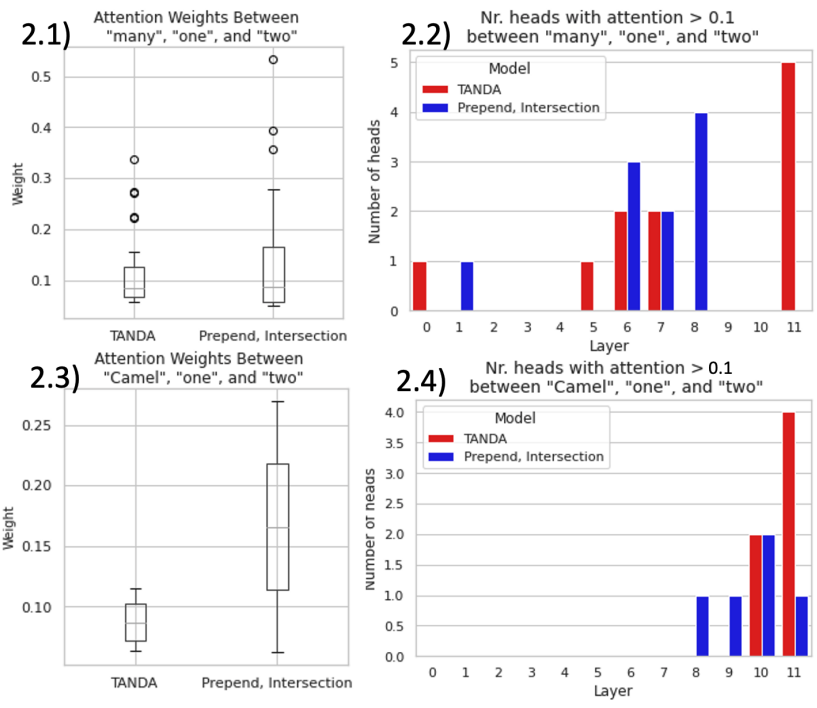 2.1)
Attention Weights Between
"many", "one", and "two"
Weight
0.5
0.4
0.3
0.2
0.1
TANDA
Prepend, Intersection
2.2)
Nr. heads with attention > 0.1
between "many", "one", and "two"
Model
TANDA
Prepend, Intersection
Number of heads
5
4
3
2
1
0
0 1 2 3 4 5 6 7 8 9 10 11
Layer
2.3)
Attention Weights Between
"Camel", "one", and "two"
Weight
0.25
0.20
0.15
0.10
TANDA
Prepend, Intersection
2.4)
Nr. heads with attention > 0.1
between "Camel", "one", and "two"
Model
TANDA
Prepend, Intersection
Number of heads
4.0
3.5
3.0
2.5
2.0
1.5
1.0
0.5
0.0
0 1 2 3 4 5 6 7 8 9 10 11
Layer